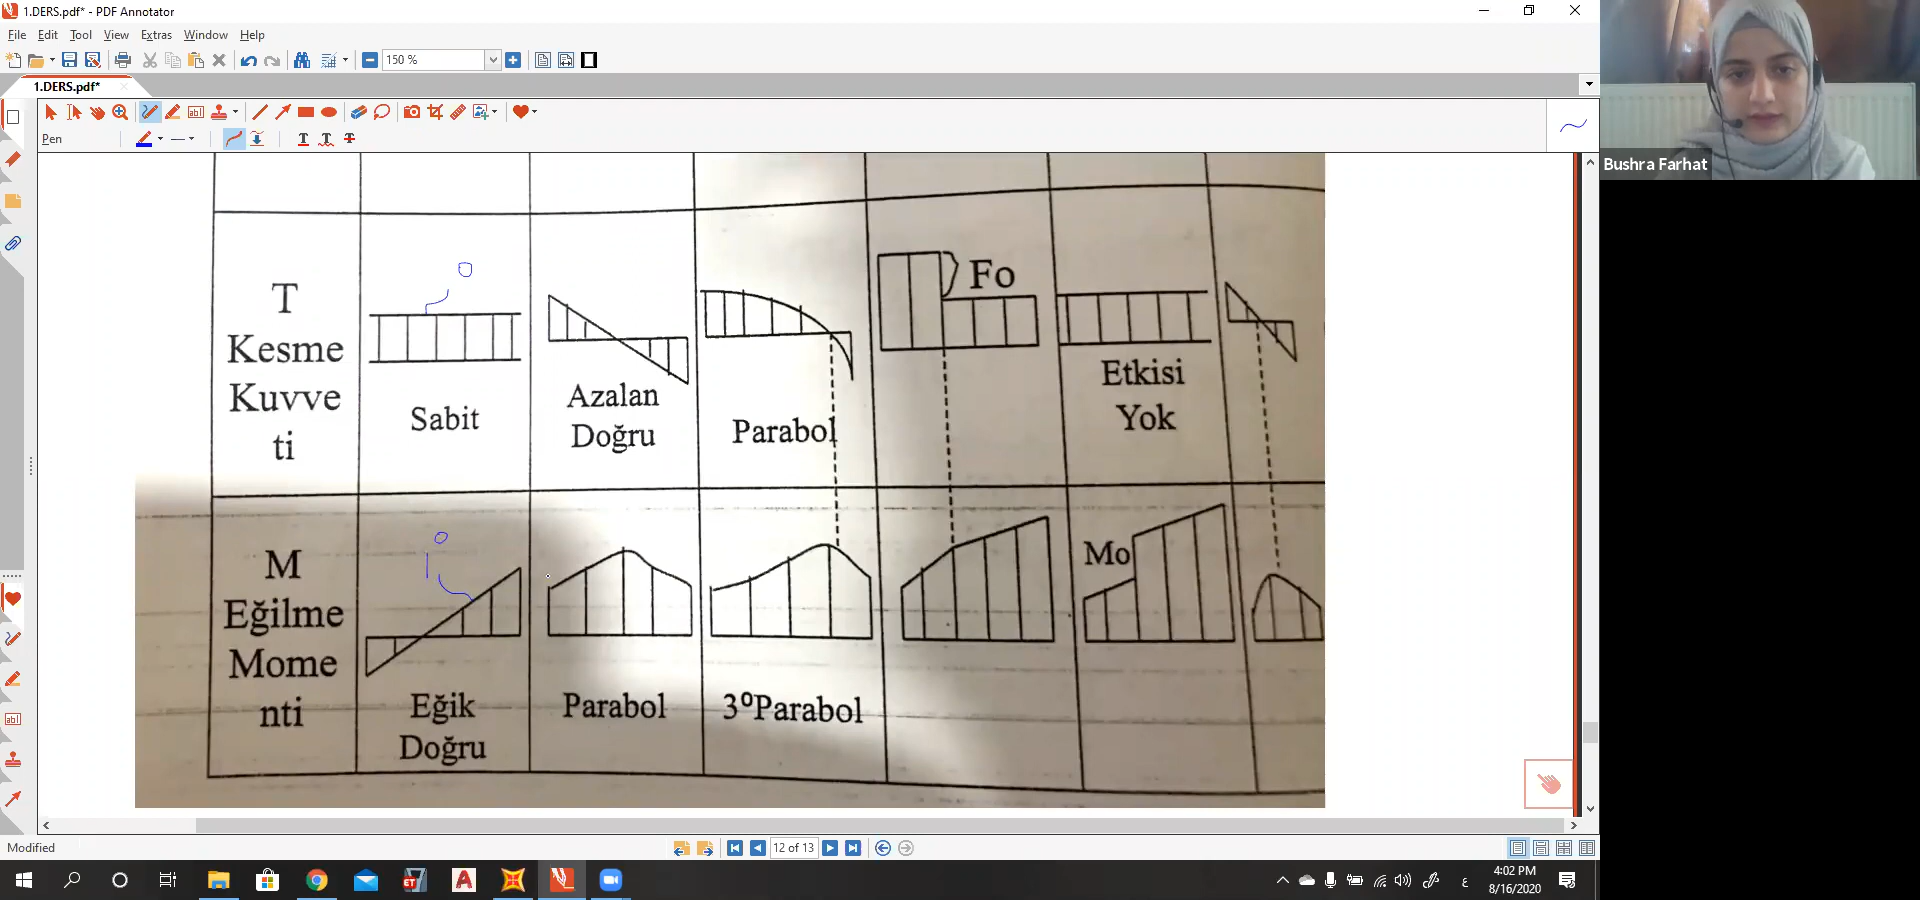 1.DERS.pdf* - PDF Annotator
File Edit Tool View Extras Window Help
150 %
1.DERS.pdf*
Pen
Bushra Farhat
T
Kesme
Kuvve
ti
Sabit
Azalan
Doğru
Parabol
Fo
Etkisi
Yok
M
Eğilme
Mome
nti
Eğik
Doğru
Parabol
3⁰Parabol
Mo
Modified
12 of 13
4:02 PM
8/16/2020